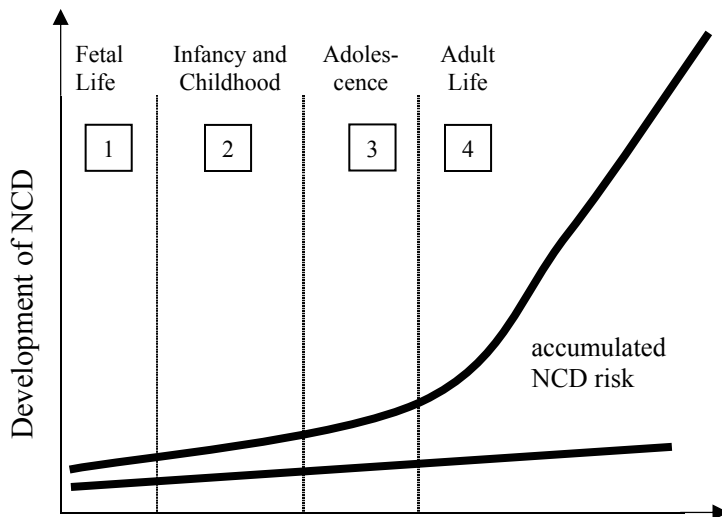 Fetal
Life
Infancy and
Childhood
Adoles-
cence
Adult
Life
1
2
3
4
Development of NCD
accumulated
NCD risk